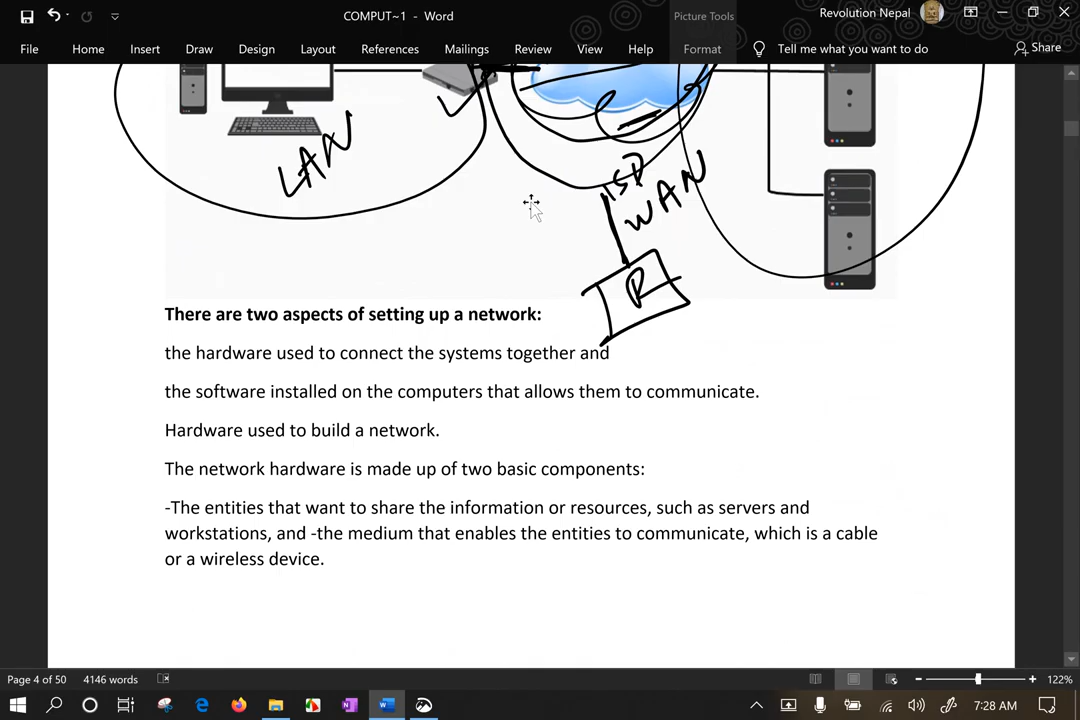 COMPUT~1 - Word
Picture Tools
Revolution Nepal
File Home Insert Draw Design Layout References Mailings Review View Help Format Tell me what you want to do Share
LAN
ISP
WAN
R
There are two aspects of setting up a network:
the hardware used to connect the systems together and
the software installed on the computers that allows them to communicate.
Hardware used to build a network.
The network hardware is made up of two basic components:
-The entities that want to share the information or resources, such as servers and
workstations, and -the medium that enables the entities to communicate, which is a cable
or a wireless device.
Page 4 of 50 4146 words 122%
7:28 AM